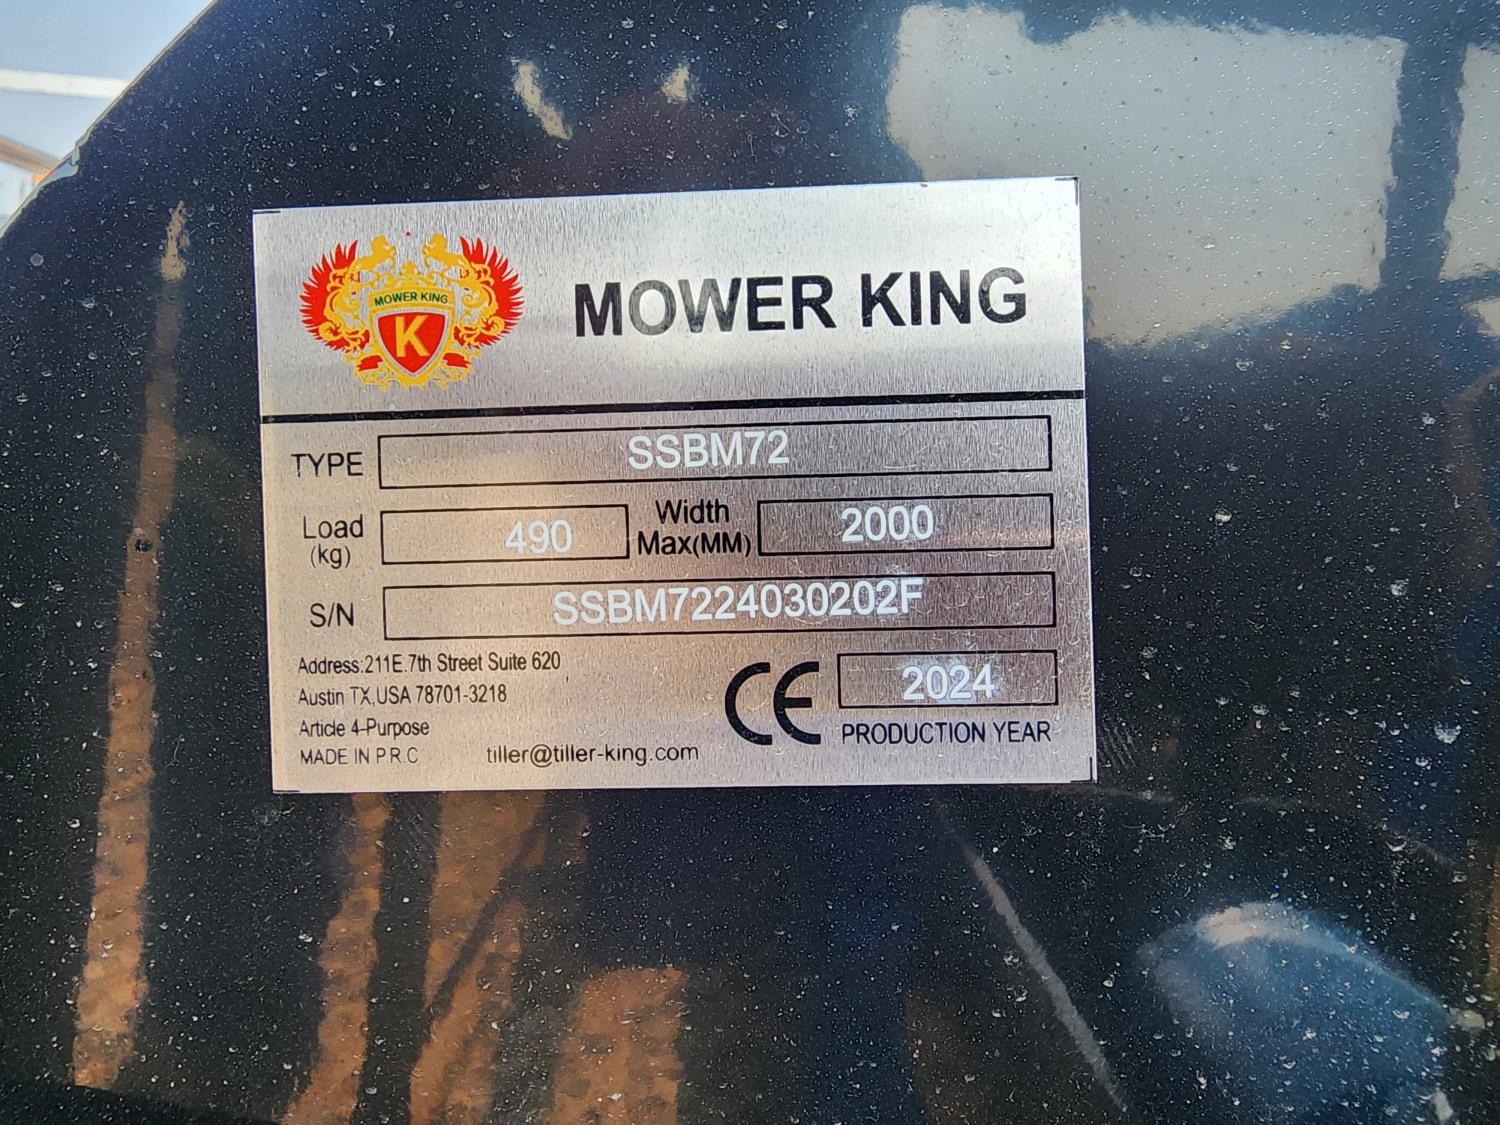 MOWER KING
K
MOWER KING
TYPE SSBM72
Load (kg) 490 Width Max(MM) 2000
S/N SSBM7224030202F
Address:211E.7th Street Suite 620
Austin TX,USA 78701-3218
Article 4-Purpose
MADE IN P.R.C tiller@tiller-king.com
CE 2024
PRODUCTION YEAR